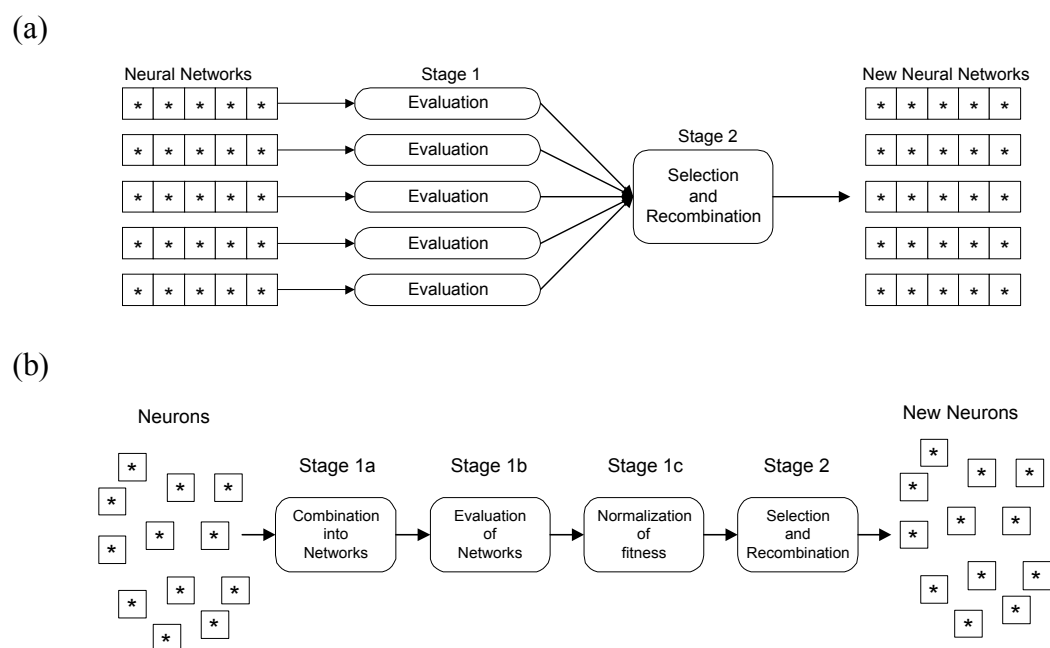 (a)
Neural Networks
Stage 1
New Neural Networks
* * * * *
Evaluation
* * * * *
* * * * *
Evaluation
* * * * *
Stage 2
* * * * *
Evaluation
Selection
and
Recombination
* * * * *
* * * * *
Evaluation
* * * * *
* * * * *
Evaluation
* * * * *
(b)
Neurons
New Neurons
Stage 1a
Stage 1b
Stage 1c
Stage 2
Combination
into
Networks
Evaluation
of
Networks
Normalization
of
fitness
Selection
and
Recombination
* * * * * * * * * * * *
* * * * * * * * * * * *